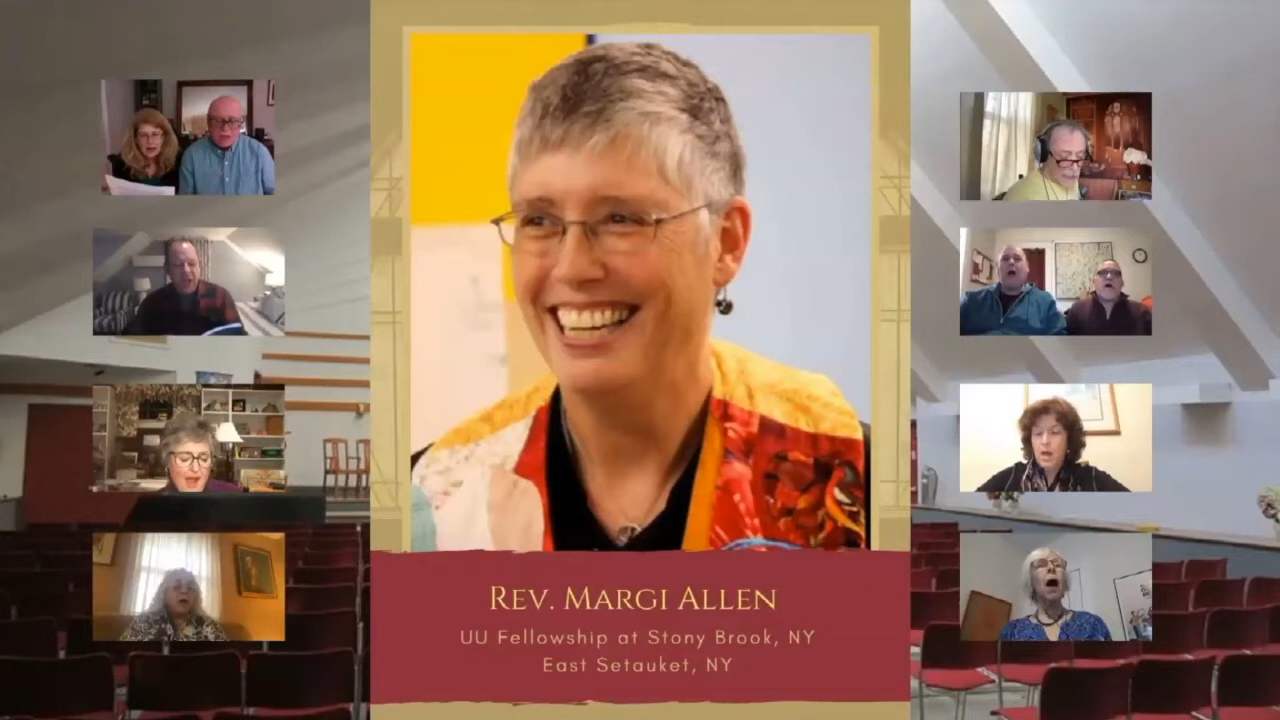 Rev. Margi Allen
UU Fellowship at Stony Brook, NY
East Setauket, NY